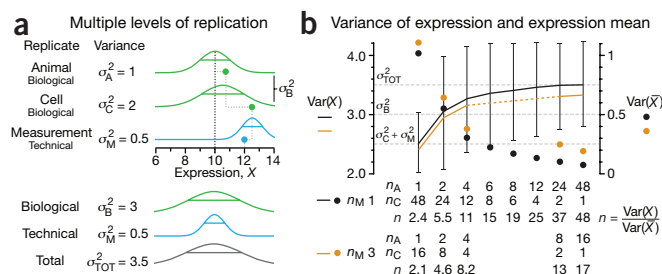 a Multiple levels of replication
Replicate Variance
Animal
Biological
σ²A = 1
Cell
Biological
σ²C = 2
σ²B
Measurement
Technical
σ²M = 0.5
6 8 10 12 14
Expression, X
Biological σ²B = 3
Technical σ²M = 0.5
Total σ²TOT = 3.5
b Variance of expression and expression mean
4.0
3.0
2.0
Var(X)
σ²TOT
σ²B
σ²C + σ²M
1
0.5
0
Var(X̄)
nA 1 2 4 6 8 12 24 48
nM 1 nC 48 24 12 8 6 4 2 1
n 2.4 5.5 11 15 19 25 37 48 n = Var(X)/Var(X̄)
nA 1 2 4 8 16
nM 3 nC 16 8 4 2 1
n 2.1 4.6 8.2 13 17